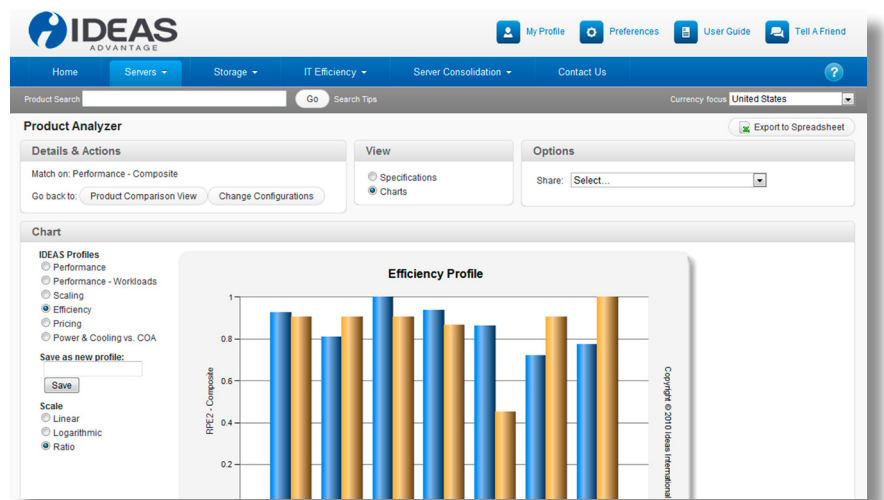 IDEAS
ADVANTAGE
My Profile
Preferences
User Guide
Tell A Friend
Home
Servers
Storage
IT Efficiency
Server Consolidation
Contact Us
?
Product Search
Go
Search Tips
Currency focus
United States
Product Analyzer
Export to Spreadsheet
Details & Actions
Match on: Performance - Composite
Go back to:
Product Comparison View
Change Configurations
View
Specifications
Charts
Options
Share:
Select...
Chart
IDEAS Profiles
Performance
Performance - Workloads
Scaling
Efficiency
Pricing
Power & Cooling vs. COA
Save as new profile:
Save
Scale
Linear
Logarithmic
Ratio
Efficiency Profile
1
0.8
0.6
0.4
0.2
RPE2 - Composite
Copyright © 2010 Ideas International